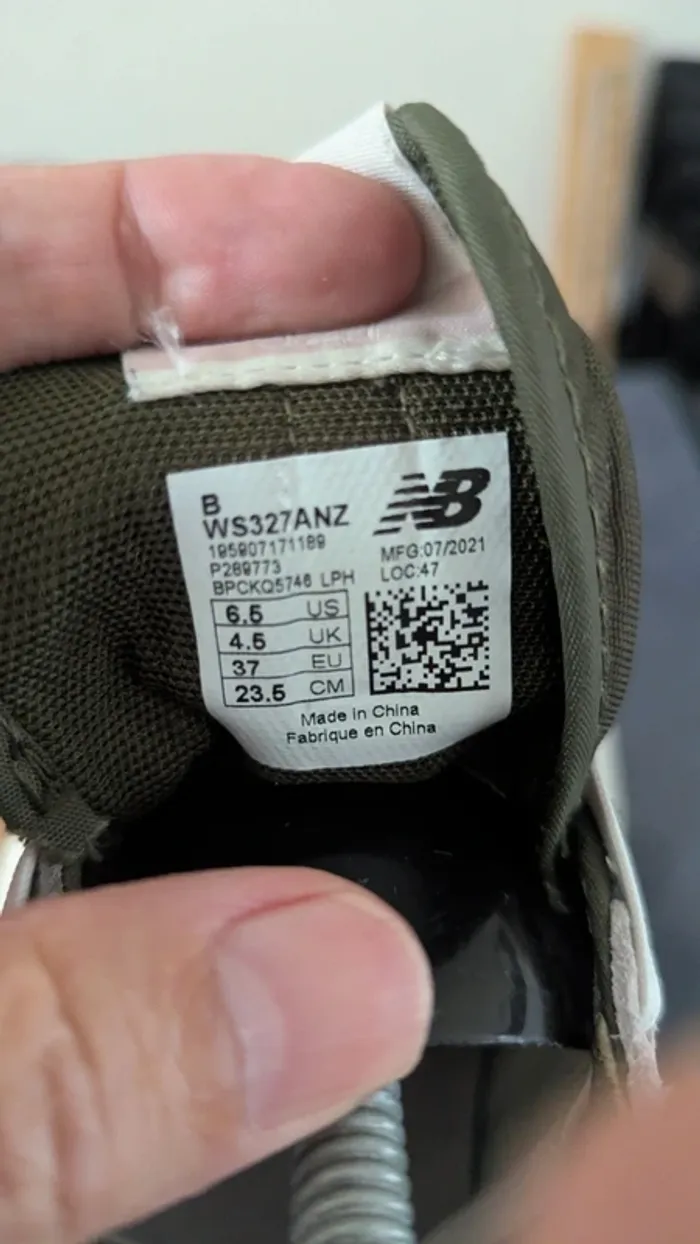 B
WS327ANZ
195907171189
P289773
BPCKQ5746 LPH
NB
MFG:07/2021
LOC:47
6.5 US
4.5 UK
37 EU
23.5 CM
Made in China
Fabrique en China